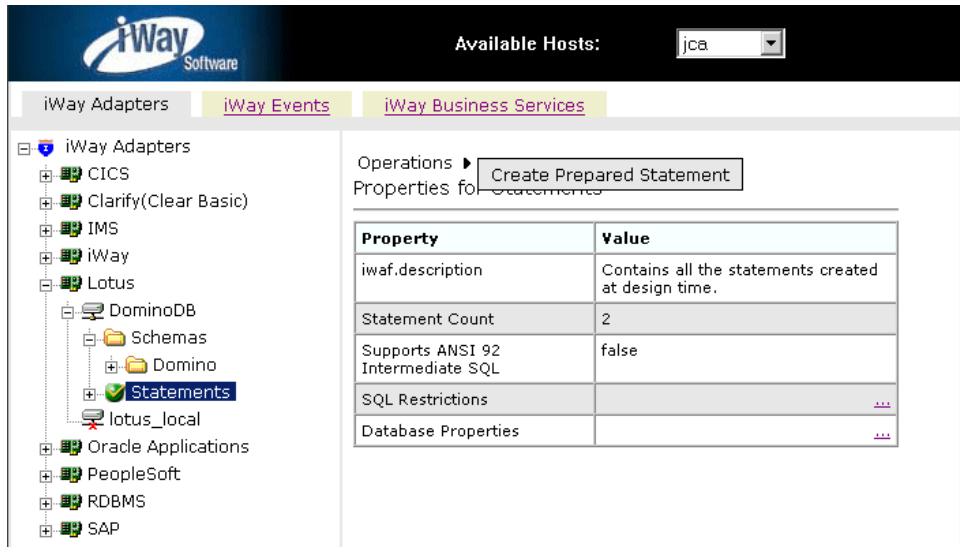 iWay
Software
Available Hosts:
jca
iWay Adapters
iWay Events
iWay Business Services
iWay Adapters
CICS
Clarify(Clear Basic)
IMS
iWay
Lotus
DominoDB
Schemas
Domino
Statements
lotus_local
Oracle Applications
PeopleSoft
RDBMS
SAP
Operations
Create Prepared Statement
Properties for Statements
Property Value
iwaf.description Contains all the statements created
at design time.
Statement Count 2
Supports ANSI 92 false
Intermediate SQL
SQL Restrictions ...
Database Properties ...